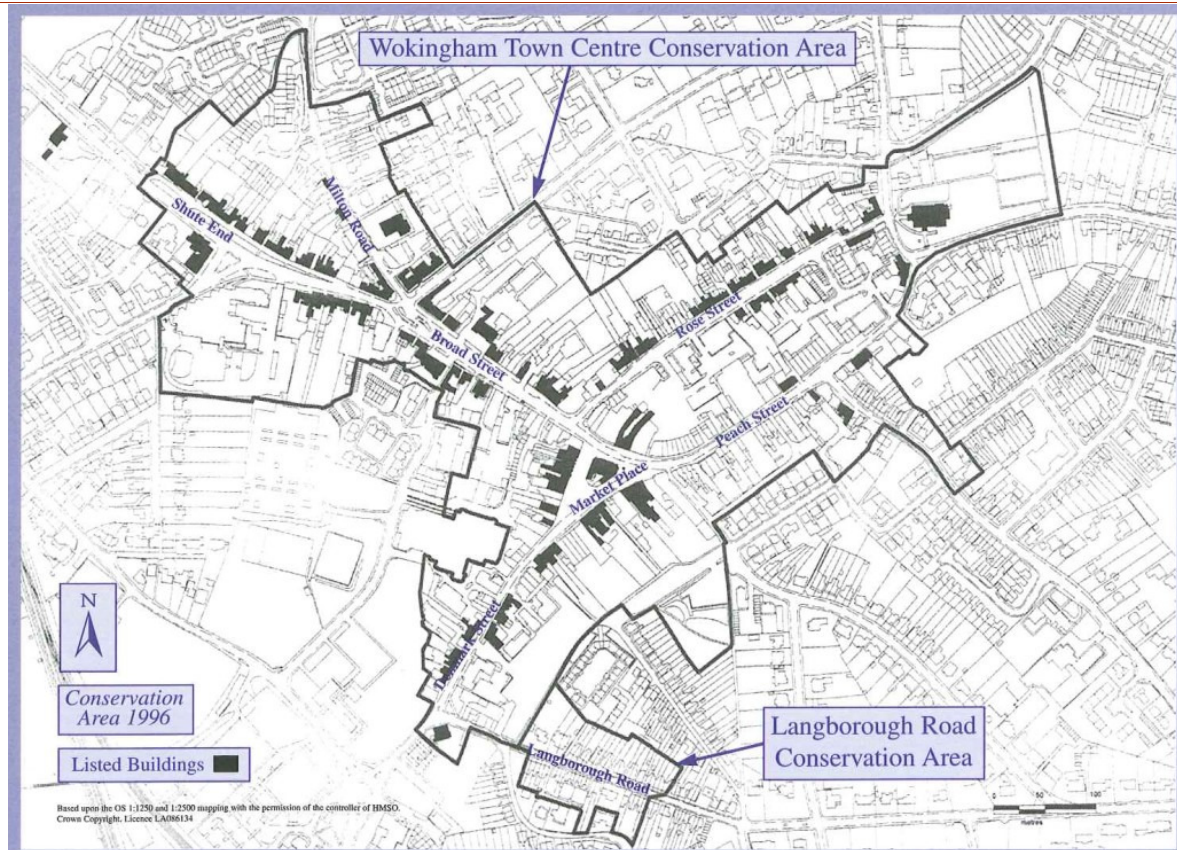 Wokingham Town Centre Conservation Area
Milton Road
Shute End
Rose Street
Broad Street
Peach Street
Market Place
Denmark Street
N
Conservation
Area 1996
Listed Buildings
Langborough Road
Conservation Area
Langborough Road
Based upon the OS 1:1250 and 1:2500 mapping with the permission of the controller of HMSO.
Crown Copyright. Licence LA086134
0 50 100
metres